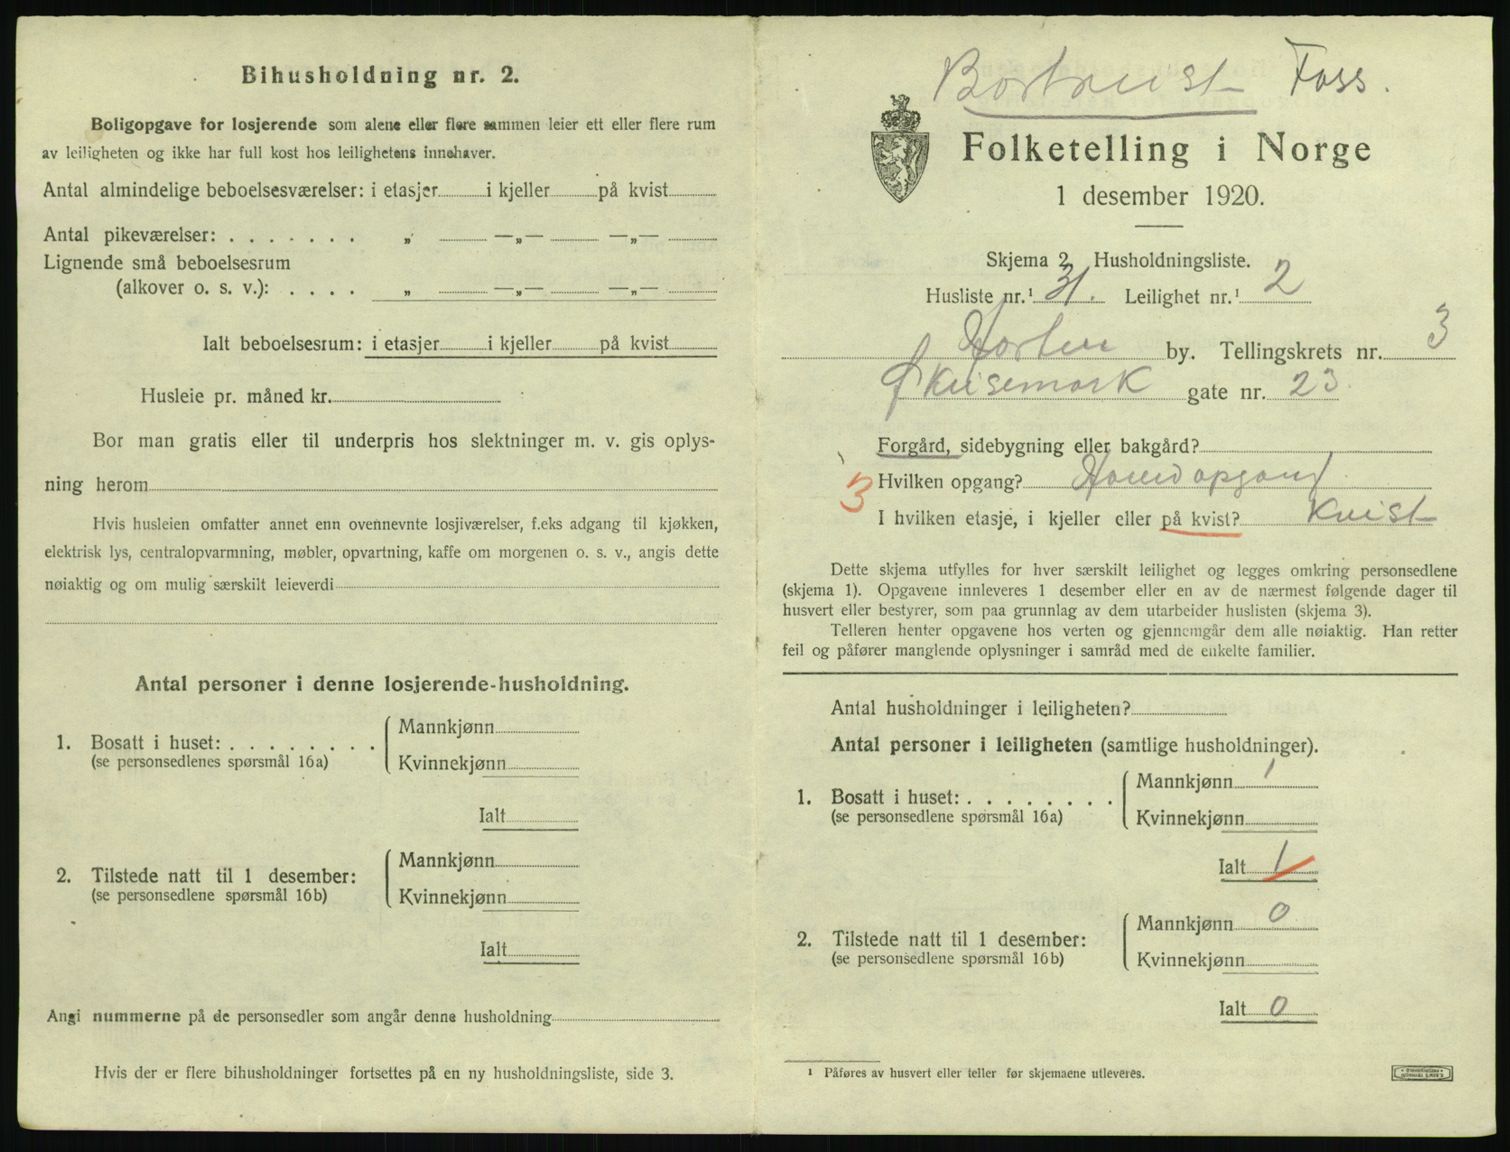 Bihusholdning nr. 2.
Boligopgave for losjerende som alene eller flere sammen leier ett eller flere rum
av leiligheten og ikke har full kost hos leilighetens innehaver.
Antal almindelige beboelsesværelser: i etasjer i kjeller på kvist
Antal pikeværelser: . . . . . . . „ —„— —„—
Lignende små beboelsesrum
(alkover o. s. v.): . . . . „ —„— —„—
Ialt beboelsesrum: i etasjer i kjeller på kvist
Husleie pr. måned kr.
Bor man gratis eller til underpris hos slektninger m. v. gis oplys-
ning herom
Hvis husleien omfatter annet enn ovennevnte losjiværelser, f.eks adgang til kjøkken,
elektrisk lys, centralopvarmning, møbler, opvartning, kaffe om morgenen o. s. v., angis dette
nøiaktig og om mulig særskilt leieverdi
Antal personer i denne losjerende-husholdning.
1. Bosatt i huset: . . . . . . . .
(se personsedlenes spørsmål 16a)
Mannkjønn
Kvinnekjønn
Ialt
2. Tilstede natt til 1 desember:
(se personsedlene spørsmål 16b)
Mannkjønn
Kvinnekjønn
Ialt
Angi nummerne på de personsedler som angår denne husholdning
Hvis der er flere bihusholdninger fortsettes på en ny husholdningsliste, side 3.
Bortreist Foss.
Folketelling i Norge
1 desember 1920.
Skjema 2. Husholdningsliste.
Husliste nr.¹ 31. Leilighet nr.¹ 2
Horten by. Tellingskrets nr. 3
gate nr. 23.
Forgård, sidebygning eller bakgård?
Hvilken opgang? Hovedopgang
3
I hvilken etasje, i kjeller eller på kvist? Kvist
Dette skjema utfylles for hver særskilt leilighet og legges omkring personsedlene
(skjema 1). Opgavene innleveres 1 desember eller en av de nærmest følgende dager til
husvert eller bestyrer, som paa grunnlag av dem utarbeider huslisten (skjema 3).
Telleren henter opgavene hos verten og gjennemgår dem alle nøiaktig. Han retter
feil og påfører manglende oplysninger i samråd med de enkelte familier.
Antal husholdninger i leiligheten?
Antal personer i leiligheten (samtlige husholdninger).
1. Bosatt i huset: . . . . . . . .
(se personsedlene spørsmål 16a)
Mannkjønn 1
Kvinnekjønn
Ialt 1
2. Tilstede natt til 1 desember:
(se personsedlene spørsmål 16b)
Mannkjønn 0
Kvinnekjønn
Ialt 0
¹ Påføres av husvert eller teller før skjemaene utleveres.